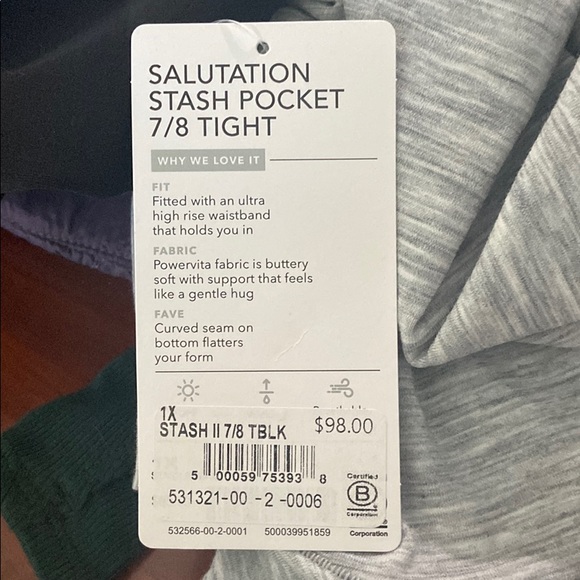 SALUTATION
STASH POCKET
7/8 TIGHT
WHY WE LOVE IT
FIT
Fitted with an ultra
high rise waistband
that holds you in
FABRIC
Powervita fabric is buttery
soft with support that feels
like a gentle hug
FAVE
Curved seam on
bottom flatters
your form
1X
STASH II 7/8 TBLK $98.00
5 00059 75393 8
531321-00 -2 -0006
Certified
B
Corporation
532566-00-2-0001 500039951859
Corporation